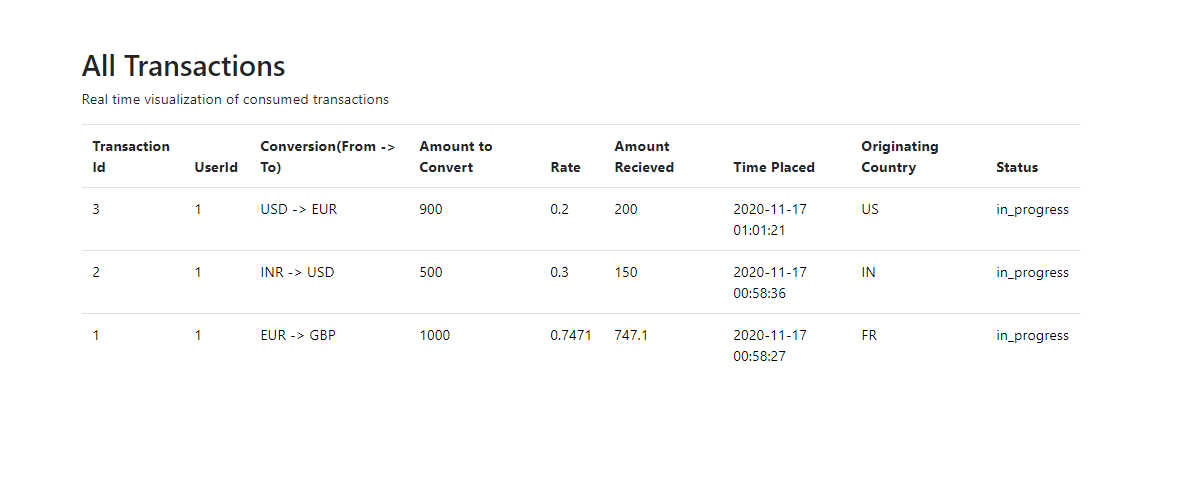 All Transactions
Real time visualization of consumed transactions
Transaction Id UserId Conversion(From -> To) Amount to Convert Rate Amount Recieved Time Placed Originating Country Status
3 1 USD -> EUR 900 0.2 200 2020-11-17 01:01:21 US in_progress
2 1 INR -> USD 500 0.3 150 2020-11-17 00:58:36 IN in_progress
1 1 EUR -> GBP 1000 0.7471 747.1 2020-11-17 00:58:27 FR in_progress